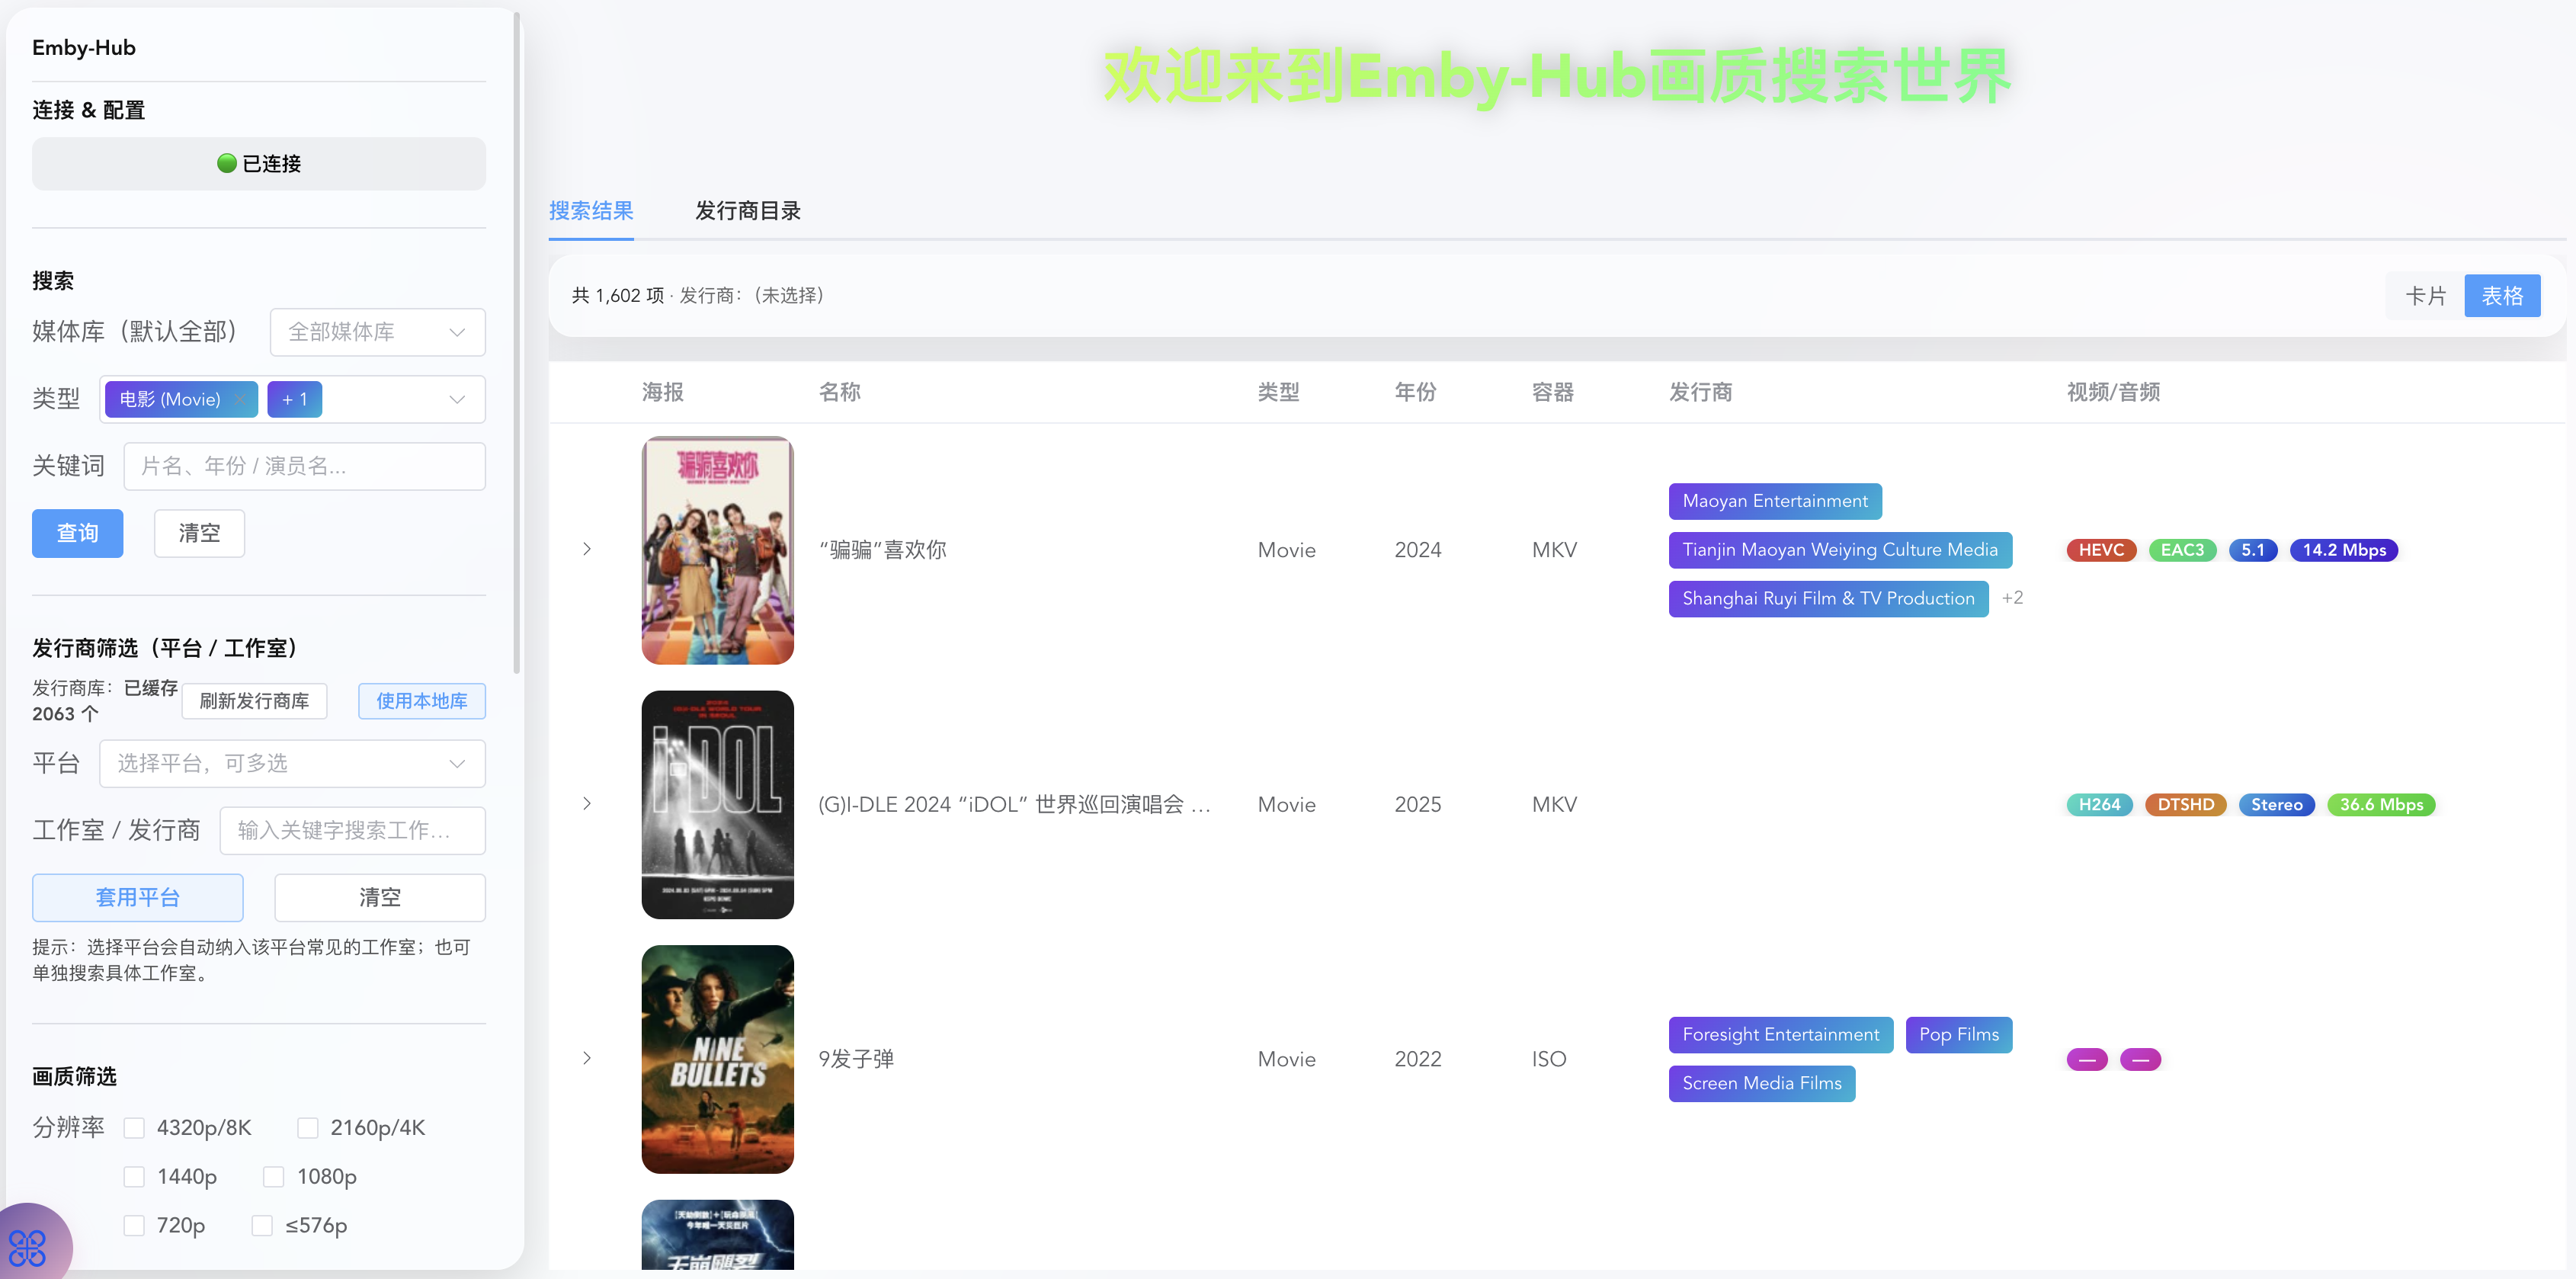 Emby-Hub
连接 & 配置
已连接
搜索
媒体库（默认全部）
全部媒体库
类型
电影 (Movie)
+ 1
关键词
片名、年份 / 演员名...
查询
清空
发行商筛选（平台 / 工作室）
发行商库：已缓存
2063 个
刷新发行商库
使用本地库
平台
选择平台，可多选
工作室 / 发行商
输入关键字搜索工作...
套用平台
清空
提示：选择平台会自动纳入该平台常见的工作室；也可
单独搜索具体工作室。
画质筛选
分辨率
4320p/8K
2160p/4K
1440p
1080p
720p
≤576p
欢迎来到Emby-Hub画质搜索世界
搜索结果
发行商目录
共 1,602 项 · 发行商：（未选择）
卡片
表格
海报
名称
类型
年份
容器
发行商
视频/音频
骗骗喜欢你
“骗骗”喜欢你
Movie
2024
MKV
Maoyan Entertainment
Tianjin Maoyan Weiying Culture Media
Shanghai Ruyi Film & TV Production
+2
HEVC
EAC3
5.1
14.2 Mbps
i DOL
(G)I-DLE 2024 “iDOL” 世界巡回演唱会 ...
Movie
2025
MKV
H264
DTSHD
Stereo
36.6 Mbps
NINE
BULLETS
9发子弹
Movie
2022
ISO
Foresight Entertainment
Pop Films
Screen Media Films
—
—